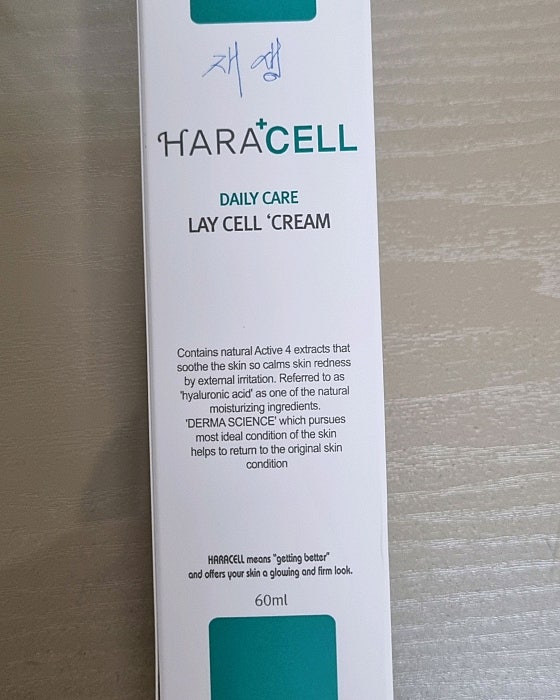 재생
HARA+CELL
DAILY CARE
LAY CELL ‘CREAM
Contains natural Active 4 extracts that
soothe the skin so calms skin redness
by external irritation. Referred to as
'hyaluronic acid' as one of the natural
moisturizing ingredients.
'DERMA SCIENCE' which pursues
most ideal condition of the skin
helps to return to the original skin
condition
HARACELL means "getting better"
and offers your skin a glowing and firm look.
60ml